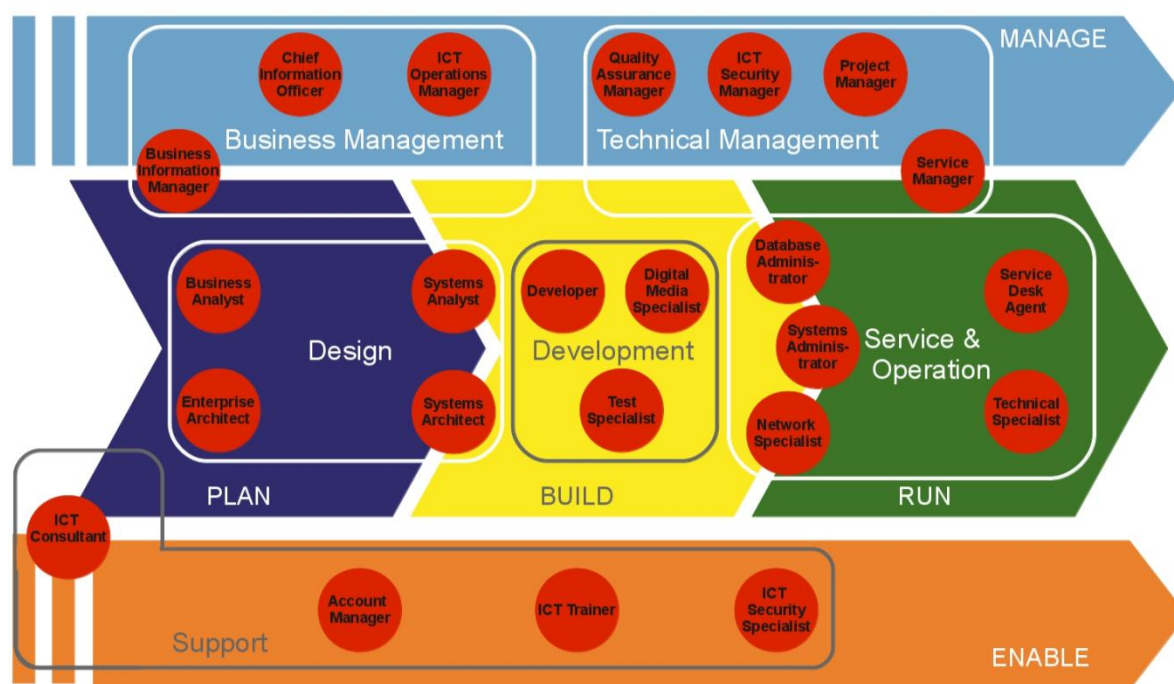 MANAGE
Chief
Information
Officer
ICT
Operations
Manager
Business Management
Business
Information
Manager
Quality
Assurance
Manager
ICT
Security
Manager
Project
Manager
Technical Management
Service
Manager
Business
Analyst
Systems
Analyst
Design
Enterprise
Architect
Systems
Architect
PLAN
Developer
Digital
Media
Specialist
Development
Test
Specialist
BUILD
Database
Adminis-
trator
Systems
Adminis-
trator
Network
Specialist
Service &
Operation
Service
Desk
Agent
Technical
Specialist
RUN
ICT
Consultant
Account
Manager
ICT Trainer
ICT
Security
Specialist
Support
ENABLE